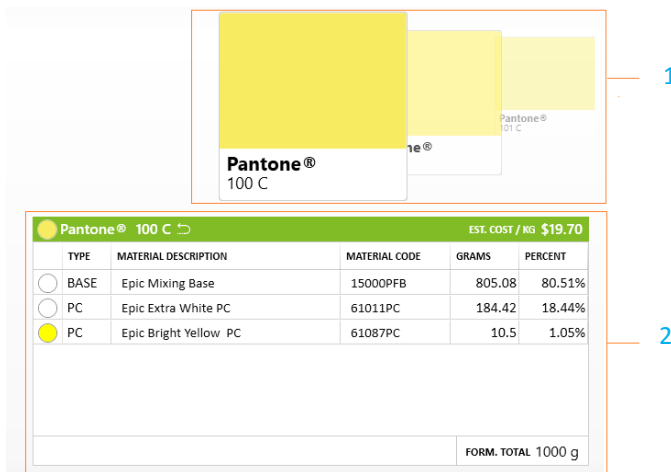 1
Pantone®
101 C
ne®
Pantone®
100 C
Pantone® 100 C EST. COST / KG $19.70
TYPE MATERIAL DESCRIPTION MATERIAL CODE GRAMS PERCENT
BASE Epic Mixing Base 15000PFB 805.08 80.51%
PC Epic Extra White PC 61011PC 184.42 18.44%
PC Epic Bright Yellow PC 61087PC 10.5 1.05%
2
FORM. TOTAL 1000 g